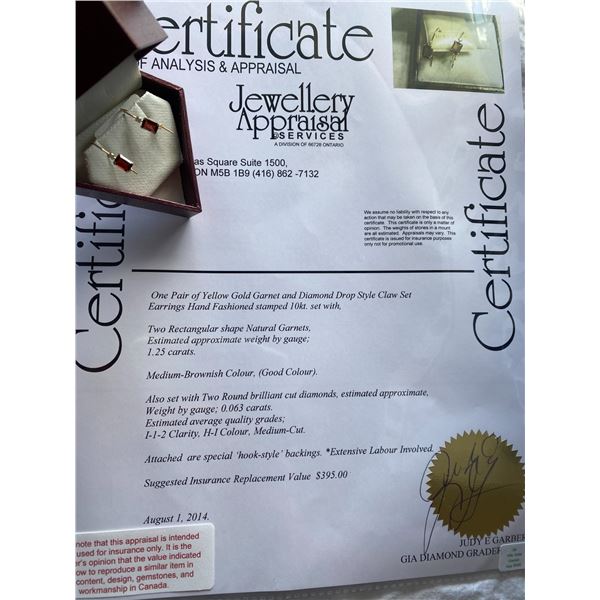 ertificate
OF ANALYSIS & APPRAISAL
Jewellery
Appraisal
SERVICES
A DIVISION OF 66728 ONTARIO
as Square Suite 1500,
ON M5B 1B9 (416) 862 -7132
We assume no liability with respect to any
action that may be taken on the basis of this
certificate. This certificate is only a matter of
opinion. The weights of stones in a mount
are all estimated. Appraisals may vary. This
certificate is issued for insurance purposes
only not for promotional use.
Certificate
Certificate
One Pair of Yellow Gold Garnet and Diamond Drop Style Claw Set
Earrings Hand Fashioned stamped 10kt. set with,
Two Rectangular shape Natural Garnets,
Estimated approximate weight by gauge;
1.25 carats.
Medium-Brownish Colour, (Good Colour).
Also set with Two Round brilliant cut diamonds, estimated approximate,
Weight by gauge; 0.063 carats.
Estimated average quality grades;
I-1-2 Clarity, H-I Colour, Medium-Cut.
Attached are special 'hook-style' backings. *Extensive Labour Involved.
Suggested Insurance Replacement Value $395.00
August 1, 2014.
JUDY E GARBER
GIA DIAMOND GRADER
note that this appraisal is intended
used for insurance only. It is the
er's opinion that the value indicated
ow to reproduce a similar item in
content, design, gemstones, and
workmanship in Canada.